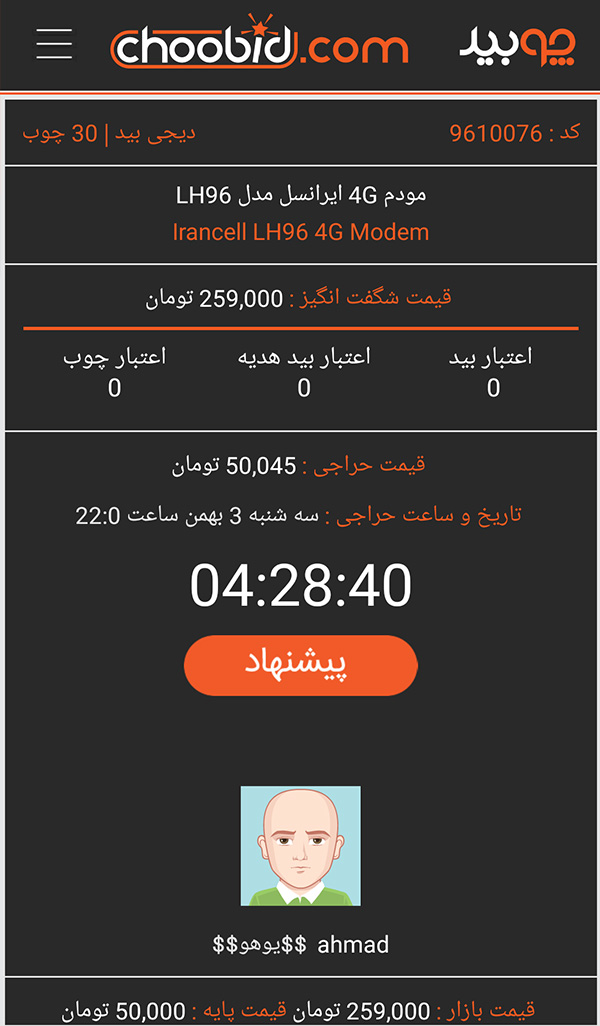 چوبید choobid.com
کد : 9610076
دیجی بید | 30 چوب
مودم 4G ایرانسل مدل LH96
Irancell LH96 4G Modem
قیمت شگفت انگیز : 259,000 تومان
اعتبار بید اعتبار بید هدیه اعتبار چوب
0 0 0
قیمت حراجی : 50,045 تومان
تاریخ و ساعت حراجی : سه شنبه 3 بهمن ساعت 22:0
04:28:40
پیشنهاد
ahmad $$یوهو$$
قیمت بازار : 259,000 تومان قیمت پایه : 50,000 تومان